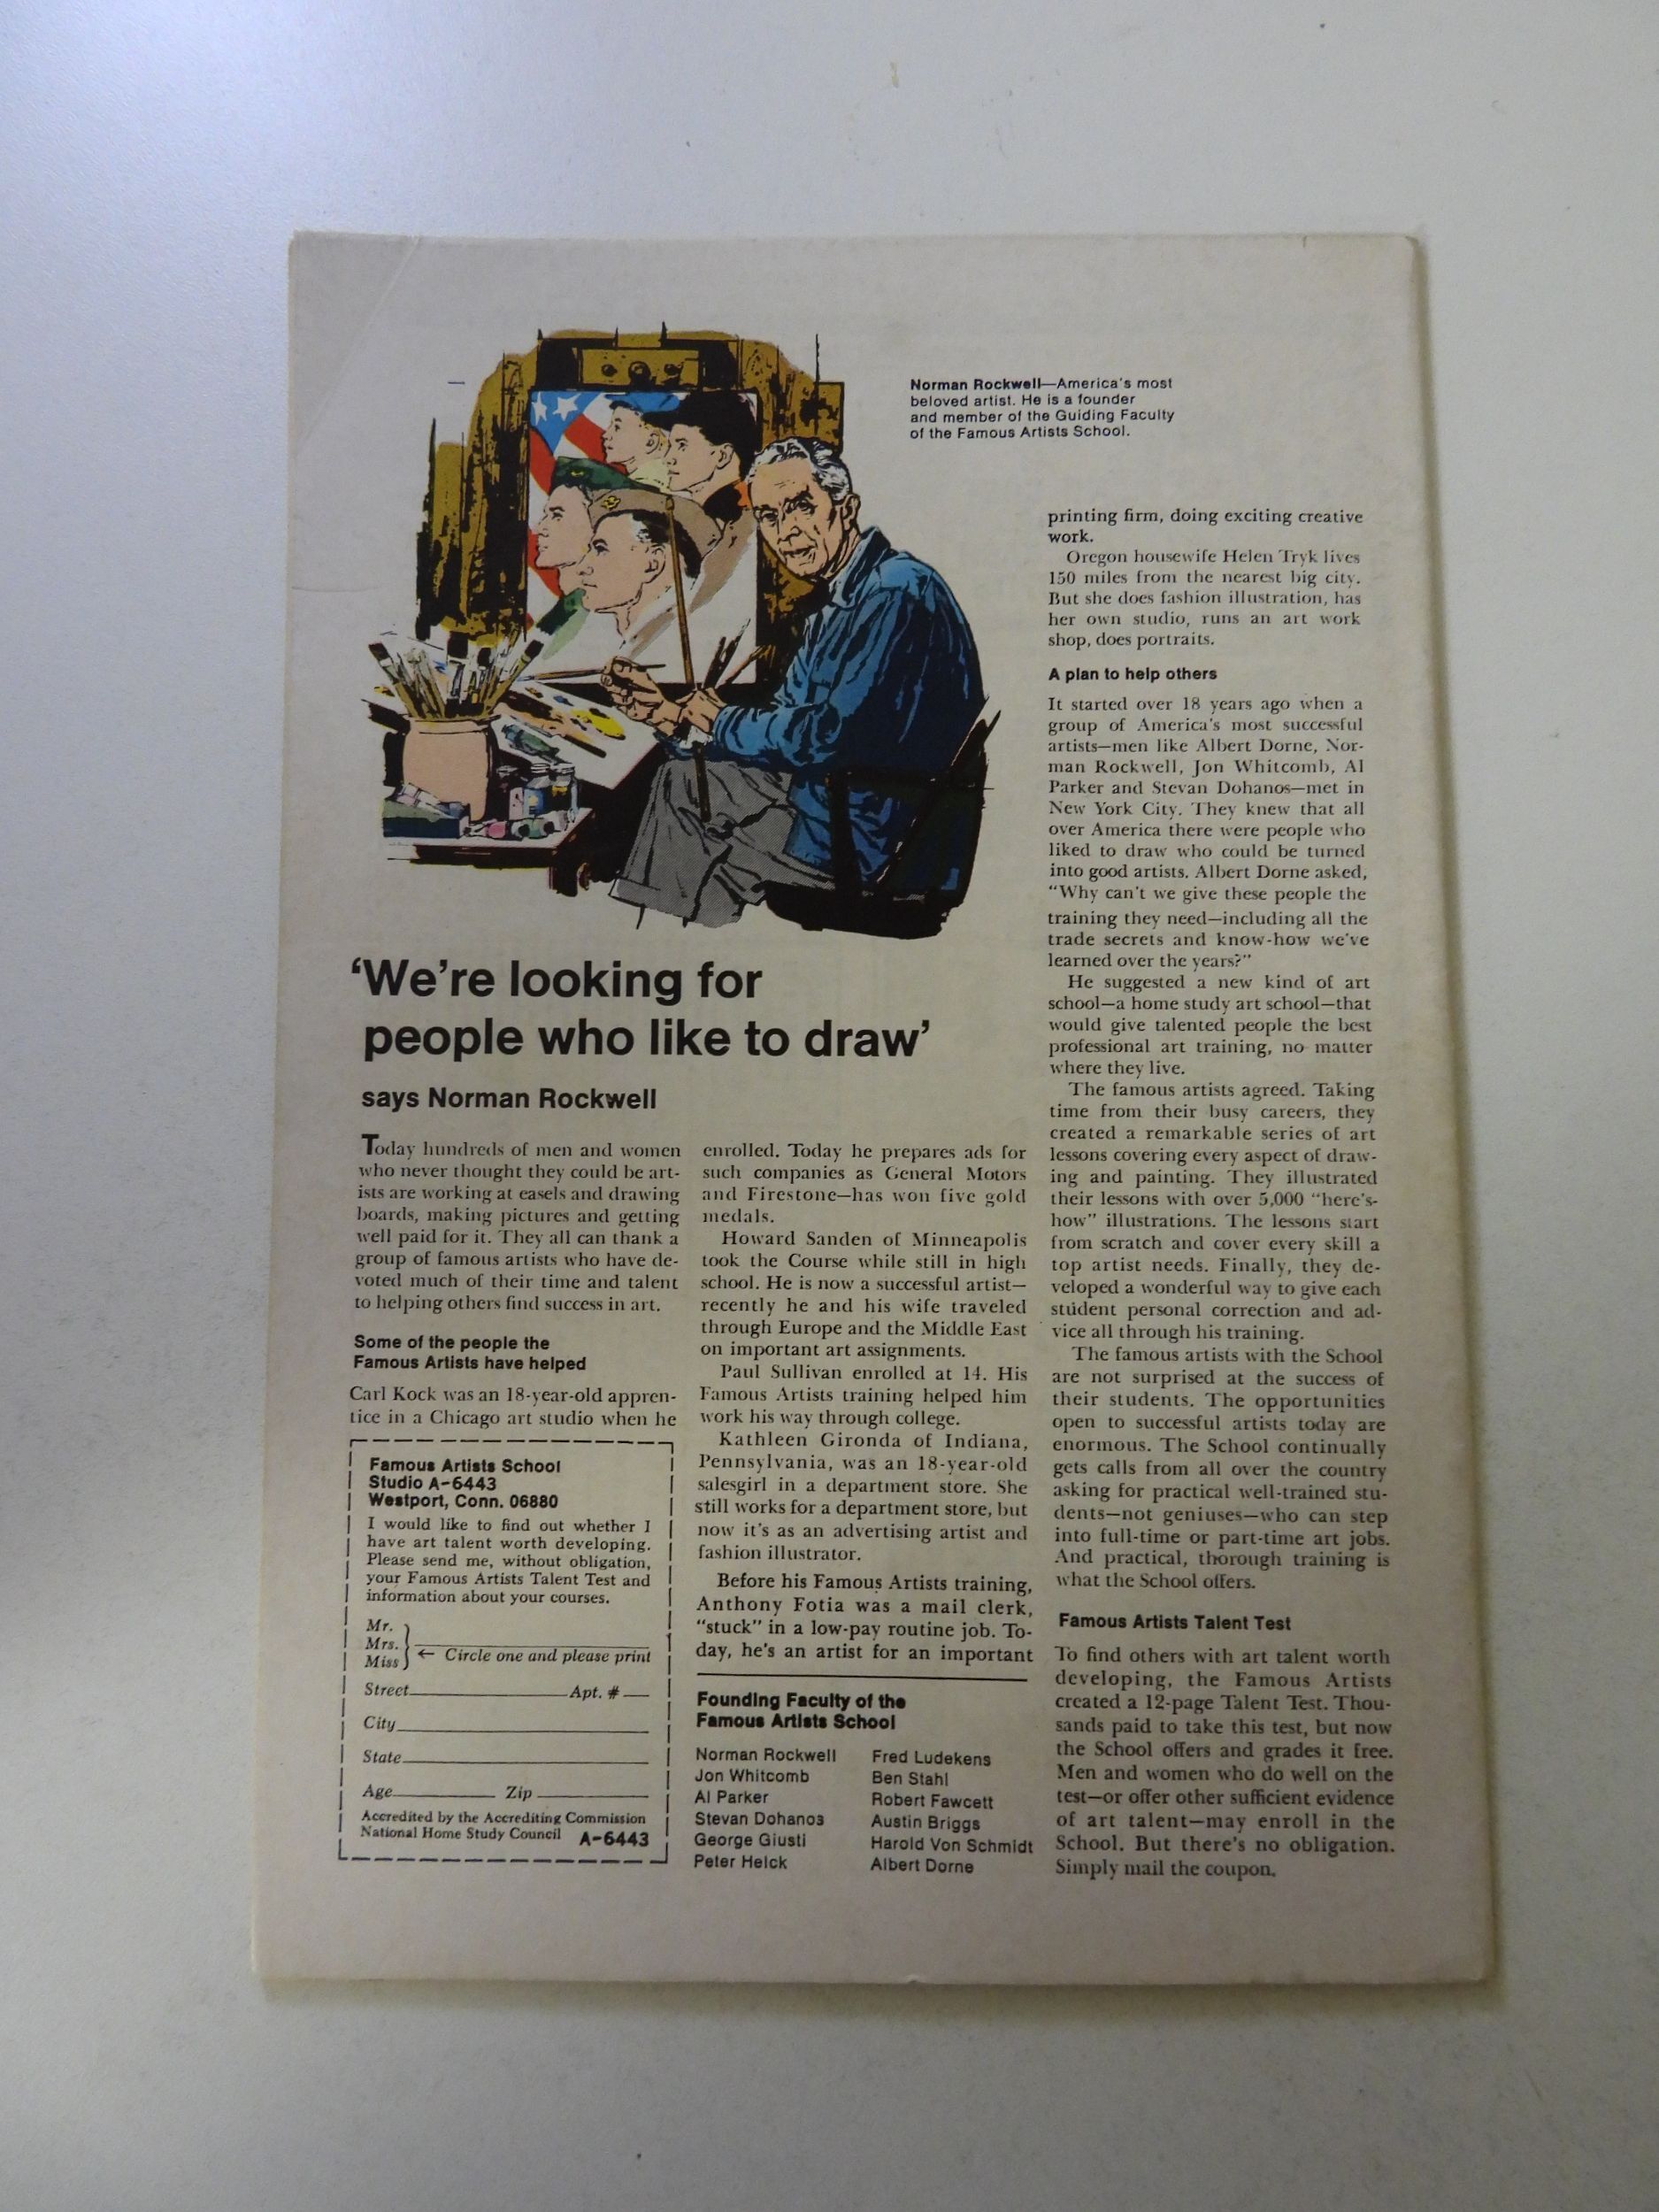 Norman Rockwell—America's most
beloved artist. He is a founder
and member of the Guiding Faculty
of the Famous Artists School.
'We're looking for
people who like to draw'
says Norman Rockwell
Today hundreds of men and women
who never thought they could be art-
ists are working at easels and drawing
boards, making pictures and getting
well paid for it. They all can thank a
group of famous artists who have de-
voted much of their time and talent
to helping others find success in art.
Some of the people the
Famous Artists have helped
Carl Kock was an 18-year-old appren-
tice in a Chicago art studio when he
enrolled. Today he prepares ads for
such companies as General Motors
and Firestone—has won five gold
medals.
Howard Sanden of Minneapolis
took the Course while still in high
school. He is now a successful artist—
recently he and his wife traveled
through Europe and the Middle East
on important art assignments.
Paul Sullivan enrolled at 14. His
Famous Artists training helped him
work his way through college.
Kathleen Gironda of Indiana,
Pennsylvania, was an 18-year-old
salesgirl in a department store. She
still works for a department store, but
now it's as an advertising artist and
fashion illustrator.
Before his Famous Artists training,
Anthony Fotia was a mail clerk,
"stuck" in a low-pay routine job. To-
day, he's an artist for an important
printing firm, doing exciting creative
work.
Oregon housewife Helen Tryk lives
150 miles from the nearest big city.
But she does fashion illustration, has
her own studio, runs an art work
shop, does portraits.
A plan to help others
It started over 18 years ago when a
group of America's most successful
artists—men like Albert Dorne, Nor-
man Rockwell, Jon Whitcomb, Al
Parker and Stevan Dohanos—met in
New York City. They knew that all
over America there were people who
liked to draw who could be turned
into good artists. Albert Dorne asked,
"Why can't we give these people the
training they need—including all the
trade secrets and know-how we've
learned over the years?"
He suggested a new kind of art
school—a home study art school—that
would give talented people the best
professional art training, no matter
where they live.
The famous artists agreed. Taking
time from their busy careers, they
created a remarkable series of art
lessons covering every aspect of draw-
ing and painting. They illustrated
their lessons with over 5,000 "here's-
how" illustrations. The lessons start
from scratch and cover every skill a
top artist needs. Finally, they de-
veloped a wonderful way to give each
student personal correction and ad-
vice all through his training.
The famous artists with the School
are not surprised at the success of
their students. The opportunities
open to successful artists today are
enormous. The School continually
gets calls from all over the country
asking for practical well-trained stu-
dents—not geniuses—who can step
into full-time or part-time art jobs.
And practical, thorough training is
what the School offers.
Famous Artists Talent Test
To find others with art talent worth
developing, the Famous Artists
created a 12-page Talent Test. Thou-
sands paid to take this test, but now
the School offers and grades it free.
Men and women who do well on the
test—or offer other sufficient evidence
of art talent—may enroll in the
School. But there's no obligation.
Simply mail the coupon.
Famous Artists School
Studio A-6443
Westport, Conn. 06880
I would like to find out whether I
have art talent worth developing.
Please send me, without obligation,
your Famous Artists Talent Test and
information about your courses.
Mr.
Mrs.
Miss
← Circle one and please print
Street Apt. #
City
State
Age Zip
Accredited by the Accrediting Commission
National Home Study Council A-6443
Founding Faculty of the
Famous Artists School
Norman Rockwell
Jon Whitcomb
Al Parker
Stevan Dohanos
George Giusti
Peter Helck
Fred Ludekens
Ben Stahl
Robert Fawcett
Austin Briggs
Harold Von Schmidt
Albert Dorne